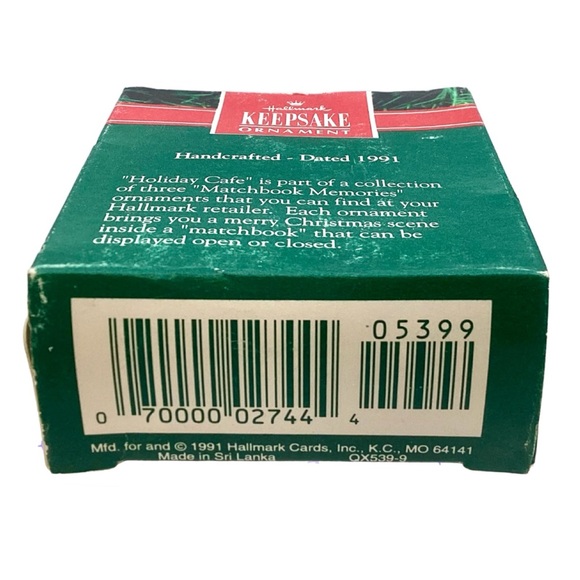 Hallmark
KEEPSAKE
ORNAMENT
Handcrafted - Dated 1991
"Holiday Cafe" is part of a collection
of three "Matchbook Memories"
ornaments that you can find at your
Hallmark retailer. Each ornament
brings you a merry Christmas scene
inside a "matchbook" that can be
displayed open or closed.
05399
0 70000 02744 4
Mfd. for and © 1991 Hallmark Cards, Inc., K.C., MO 64141
Made in Sri Lanka QX539-9